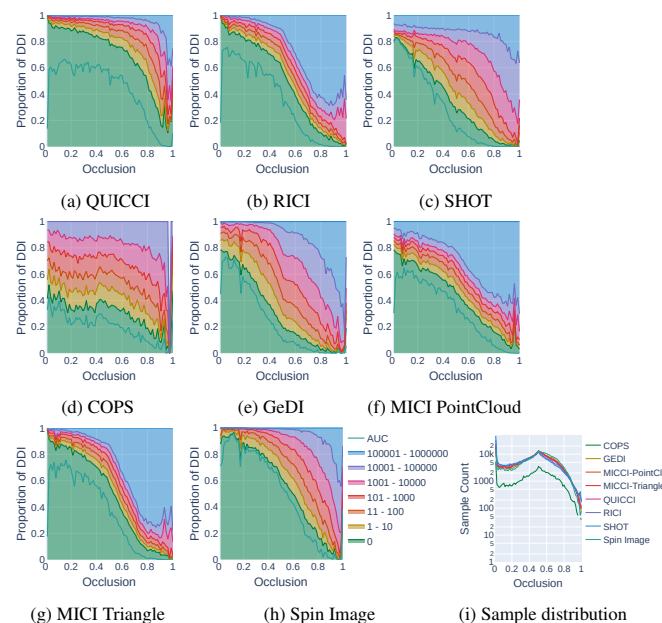 1
0.8
0.6
0.4
0.2
0
0 0.2 0.4 0.6 0.8 1
Proportion of DDI
Occlusion
(a) QUICCI
1
0.8
0.6
0.4
0.2
0
0 0.2 0.4 0.6 0.8 1
Proportion of DDI
Occlusion
(b) RICI
1
0.8
0.6
0.4
0.2
0
0 0.2 0.4 0.6 0.8 1
Proportion of DDI
Occlusion
(c) SHOT
1
0.8
0.6
0.4
0.2
0
0 0.2 0.4 0.6 0.8 1
Proportion of DDI
Occlusion
(d) COPS
1
0.8
0.6
0.4
0.2
0
0 0.2 0.4 0.6 0.8 1
Proportion of DDI
Occlusion
(e) GeDI
1
0.8
0.6
0.4
0.2
0
0 0.2 0.4 0.6 0.8 1
Proportion of DDI
Occlusion
(f) MICI PointCloud
1
0.8
0.6
0.4
0.2
0
0 0.2 0.4 0.6 0.8 1
Proportion of DDI
Occlusion
(g) MICI Triangle
1
0.8
0.6
0.4
0.2
0
0 0.2 0.4 0.6 0.8 1
Proportion of DDI
Occlusion
AUC
100001 - 1000000
10001 - 100000
1001 - 10000
101 - 1000
11 - 100
1 - 10
0
(h) Spin Image
2
10k
5
2
1000
5
2
100
5
2
1
0 0.2 0.4 0.6 0.8 1
Sample Count
Occlusion
COPS
GEDI
MICCI-PointCl
MICCI-Triangle
QUICCI
RICI
SHOT
Spin Image
(i) Sample distribution